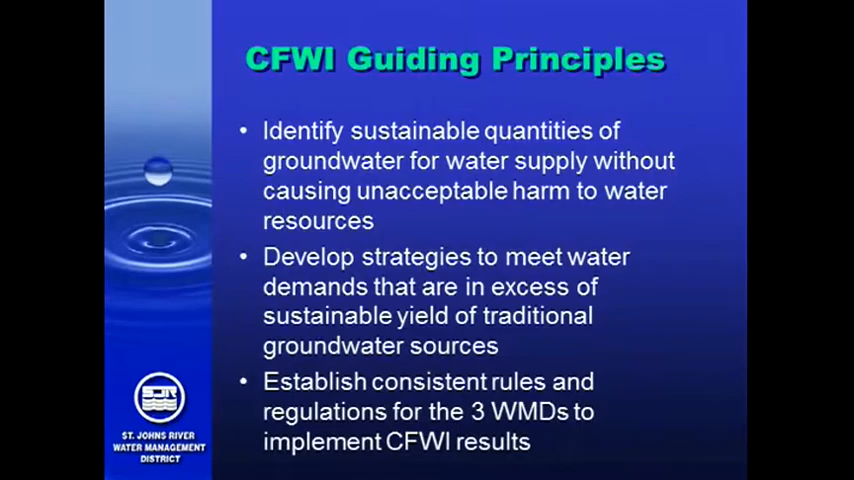 CFWI Guiding Principles
• Identify sustainable quantities of
groundwater for water supply without
causing unacceptable harm to water
resources
• Develop strategies to meet water
demands that are in excess of
sustainable yield of traditional
groundwater sources
• Establish consistent rules and
regulations for the 3 WMDs to
implement CFWI results
SJR
ST. JOHNS RIVER
WATER MANAGEMENT
DISTRICT